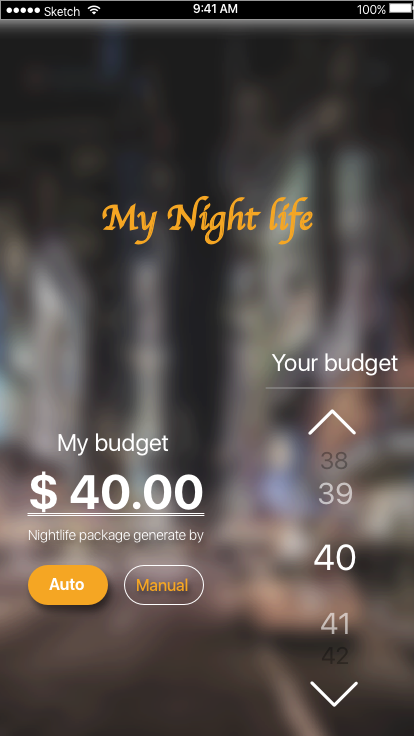 Sketch 9:41 AM 100%
My Night life
Your budget
My budget
$ 40.00
Nightlife package generate by
Auto Manual
38
39
40
41
42